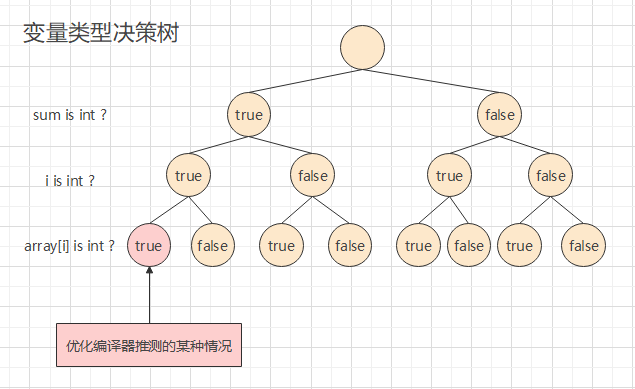 变量类型决策树
sum is int ?
true
false
i is int ?
true
false
true
false
array[i] is int ?
true
false
true
false
true
false
true
false
优化编译器推测的某种情况